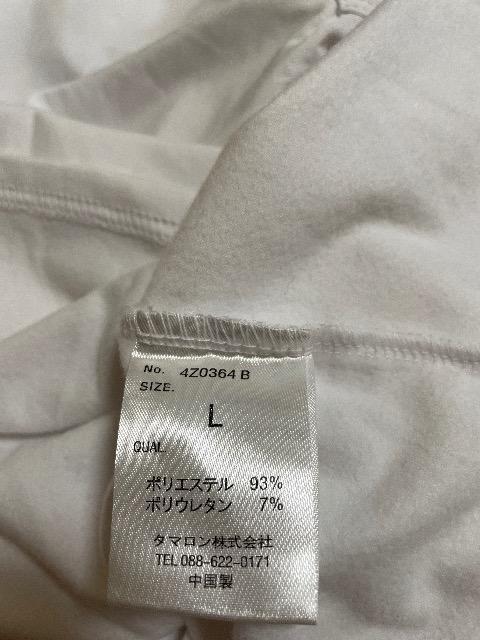 No. 4Z0364 B
SIZE.
L
QUAL
ポリエステル 93%
ポリウレタン 7%
タマロン株式会社
TEL 088-622-0171
中国製